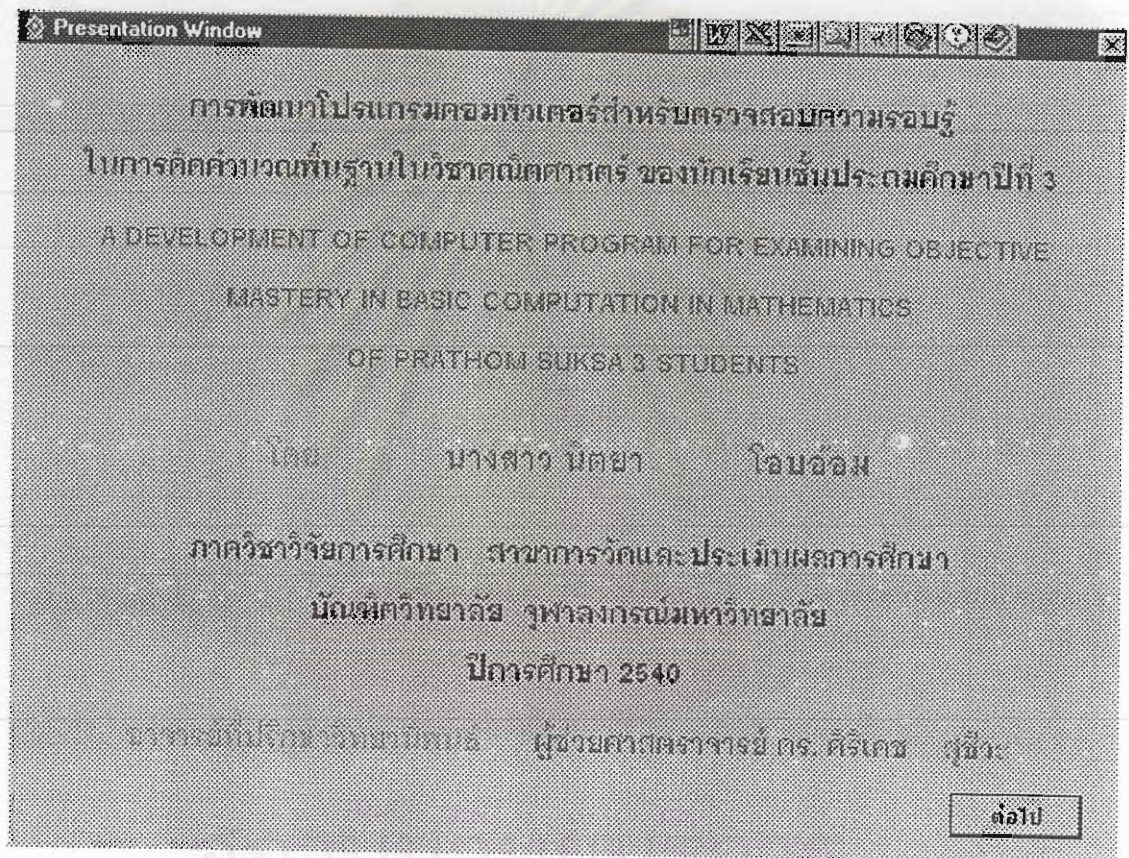 Presentation Window
การพัฒนาโปรแกรมคอมพิวเตอร์สำหรับตรวจสอบความรอบรู้
ในการคิดคำนวณพื้นฐานในวิชาคณิตศาสตร์ ของนักเรียนชั้นประถมศึกษาปีที่ 3
A DEVELOPMENT OF COMPUTER PROGRAM FOR EXAMINING OBJECTIVE
MASTERY IN BASIC COMPUTATION IN MATHEMATICS
OF PRATHOM SUKSA 3 STUDENTS
โดย นางสาว นิตยา โอบอ้อม
ภาควิชาวิจัยการศึกษา สาขาการวัดและประเมินผลการศึกษา
บัณฑิตวิทยาลัย จุฬาลงกรณ์มหาวิทยาลัย
ปีการศึกษา 2540
อาจารย์ที่ปรึกษาวิทยานิพนธ์ ผู้ช่วยศาสตราจารย์ ดร. ศิริเดช สุชีวะ
ต่อไป